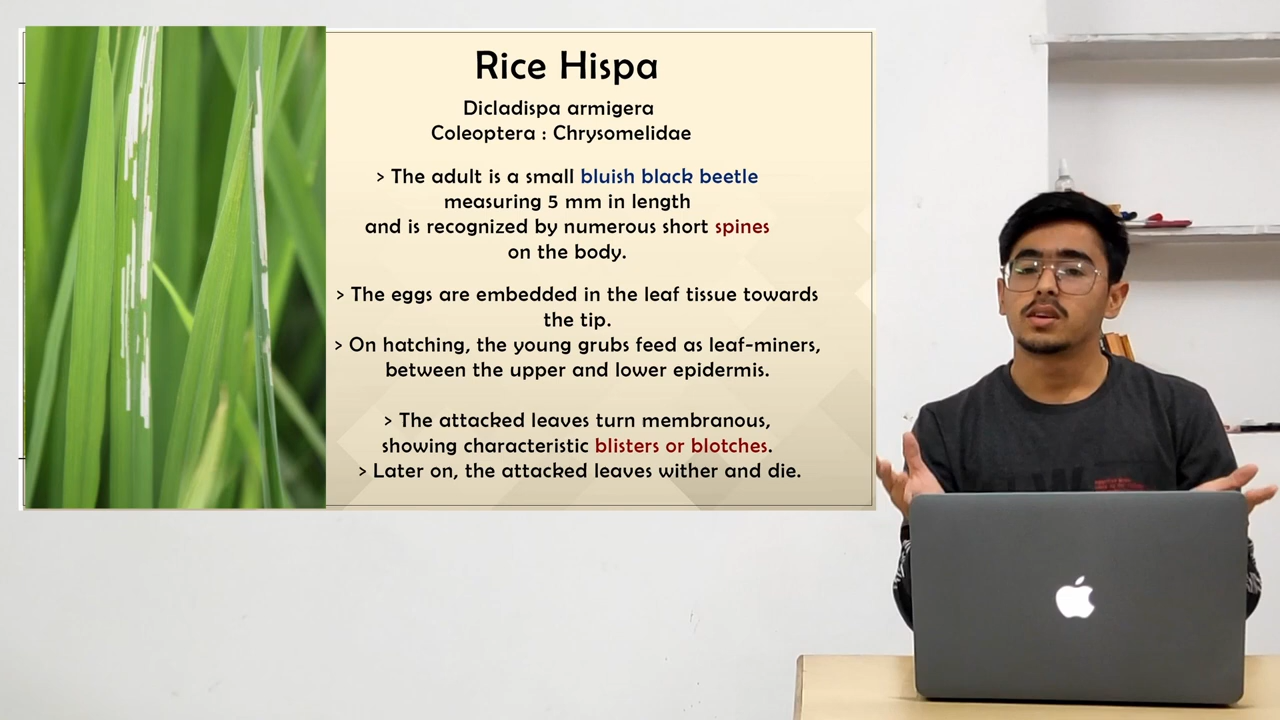 Rice Hispa
Dicladispa armigera
Coleoptera : Chrysomelidae
> The adult is a small bluish black beetle
measuring 5 mm in length
and is recognized by numerous short spines
on the body.
> The eggs are embedded in the leaf tissue towards
the tip.
> On hatching, the young grubs feed as leaf-miners,
between the upper and lower epidermis.
> The attacked leaves turn membranous,
showing characteristic blisters or blotches.
> Later on, the attacked leaves wither and die.